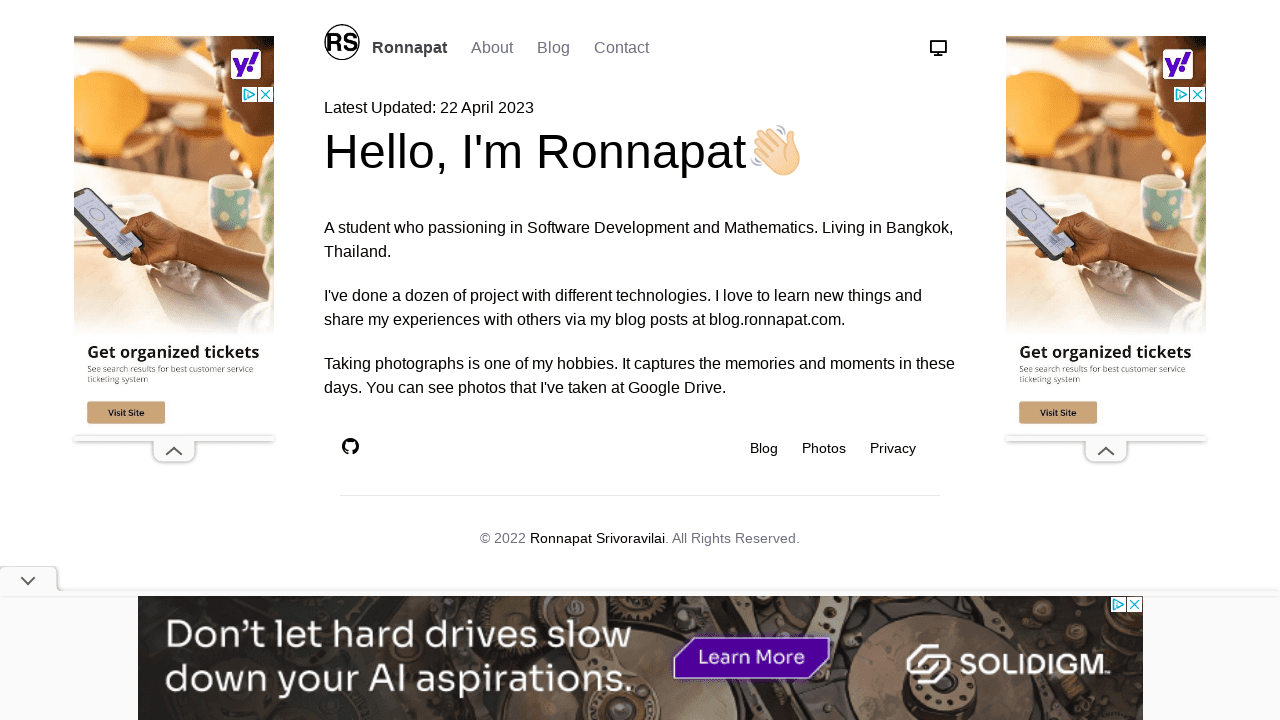 RS Ronnapat About Blog Contact
Latest Updated: 22 April 2023
Hello, I'm Ronnapat
A student who passioning in Software Development and Mathematics. Living in Bangkok,
Thailand.
I've done a dozen of project with different technologies. I love to learn new things and
share my experiences with others via my blog posts at blog.ronnapat.com.
Taking photographs is one of my hobbies. It captures the memories and moments in these
days. You can see photos that I've taken at Google Drive.
Blog Photos Privacy
© 2022 Ronnapat Srivoravilai. All Rights Reserved.
y!
Get organized tickets
See search results for best customer service
ticketing system
Visit Site
y!
Get organized tickets
See search results for best customer service
ticketing system
Visit Site
Don't let hard drives slow
down your AI aspirations.
Learn More
SOLIDIGM